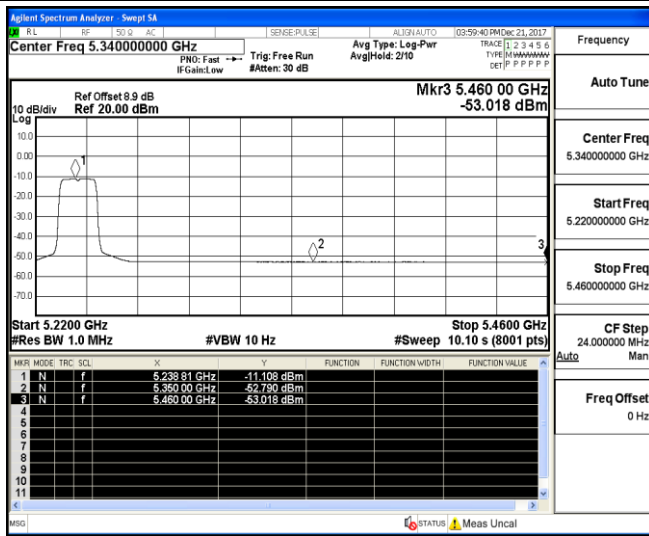 Agilent Spectrum Analyzer - Swept SA
RL RF 50 Ω AC SENSE:PULSE ALIGN AUTO 03:59:40 PM Dec 21, 2017
Center Freq 5.340000000 GHz
PNO: Fast
IFGain:Low
Trig: Free Run
#Atten: 30 dB
Avg Type: Log-Pwr
Avg|Hold: 2/10
TRACE 1 2 3 4 5 6
TYPE M W W W W W
DET P P P P P P
Mkr3 5.460 00 GHz
-53.018 dBm
Ref Offset 8.9 dB
Ref 20.00 dBm
10 dB/div
Log
10.0
0.00
-10.0
-20.0
-30.0
-40.0
-50.0
-60.0
-70.0
1
2
3
Start 5.2200 GHz
Stop 5.4600 GHz
#Res BW 1.0 MHz
#VBW 10 Hz
#Sweep 10.10 s (8001 pts)
MKR MODE TRC SCL X Y FUNCTION FUNCTION WIDTH FUNCTION VALUE
1 N f 5.238 81 GHz -11.108 dBm
2 N f 5.350 00 GHz -52.790 dBm
3 N f 5.460 00 GHz -53.018 dBm
4
5
6
7
8
9
10
11
MSG
STATUS
Meas Uncal
Frequency
Auto Tune
Center Freq
5.340000000 GHz
Start Freq
5.220000000 GHz
Stop Freq
5.460000000 GHz
CF Step
24.000000 MHz
Auto Man
Freq Offset
0 Hz